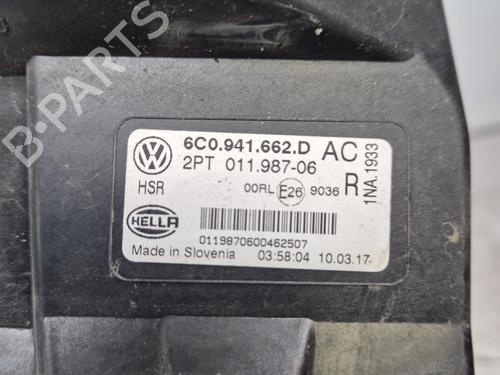 B-PARTS
6C0.941.662.D AC
2PT 011.987-06
HSR 00RL E26 9036 R
1NA.1933
HELLA
0119870600462507
Made in Slovenia 03:58:04 10.03.17